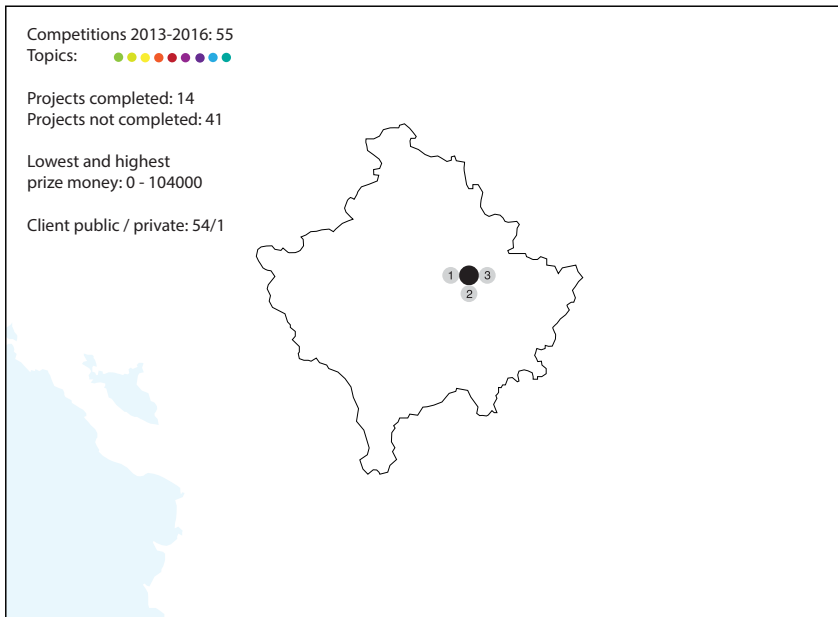 Competitions 2013-2016: 55
Topics:
Projects completed: 14
Projects not completed: 41
Lowest and highest
prize money: 0 - 104000
Client public / private: 54/1
1 3
2